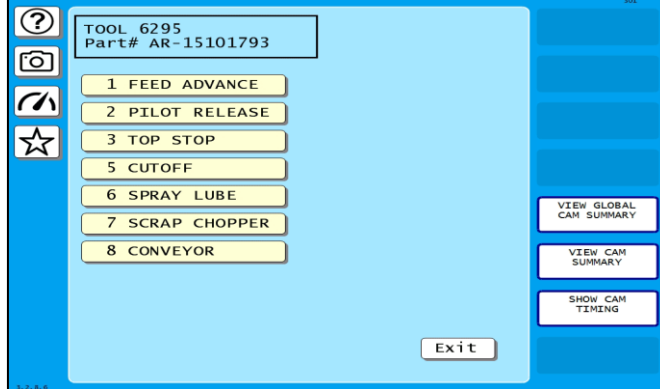 TOOL 6295
Part# AR-15101793
1 FEED ADVANCE
2 PILOT RELEASE
3 TOP STOP
5 CUTOFF
6 SPRAY LUBE
7 SCRAP CHOPPER
8 CONVEYOR
VIEW GLOBAL
CAM SUMMARY
VIEW CAM
SUMMARY
SHOW CAM
TIMING
Exit